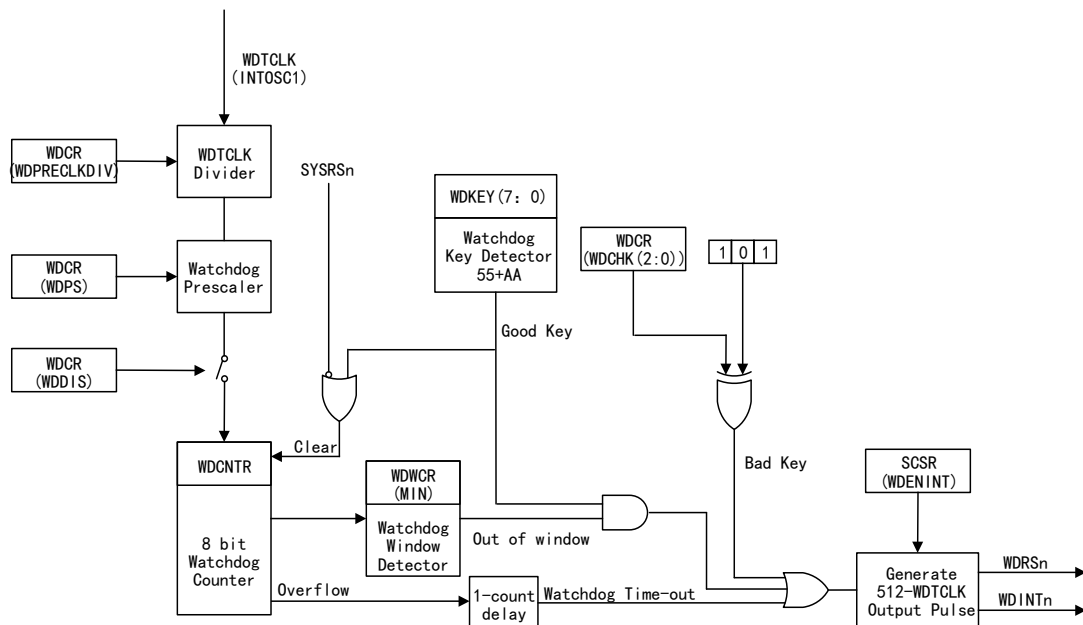 WDTCLK
(INTOSC1)
WDCR
(WDPRECLKDIV)
WDTCLK
Divider
SYSRSn
WDKEY(7: 0)
Watchdog
Key Detector
55+AA
WDCR
(WDCHK(2:0))
1 0 1
WDCR
(WDPS)
Watchdog
Prescaler
Good Key
WDCR
(WDDIS)
Clear
WDCNTR
8 bit
Watchdog
Counter
WDWCR
(MIN)
Watchdog
Window
Detector
Out of window
Bad Key
SCSR
(WDENINT)
Overflow
1-count
delay
Watchdog Time-out
Generate
512-WDTCLK
Output Pulse
WDRSn
WDINTn